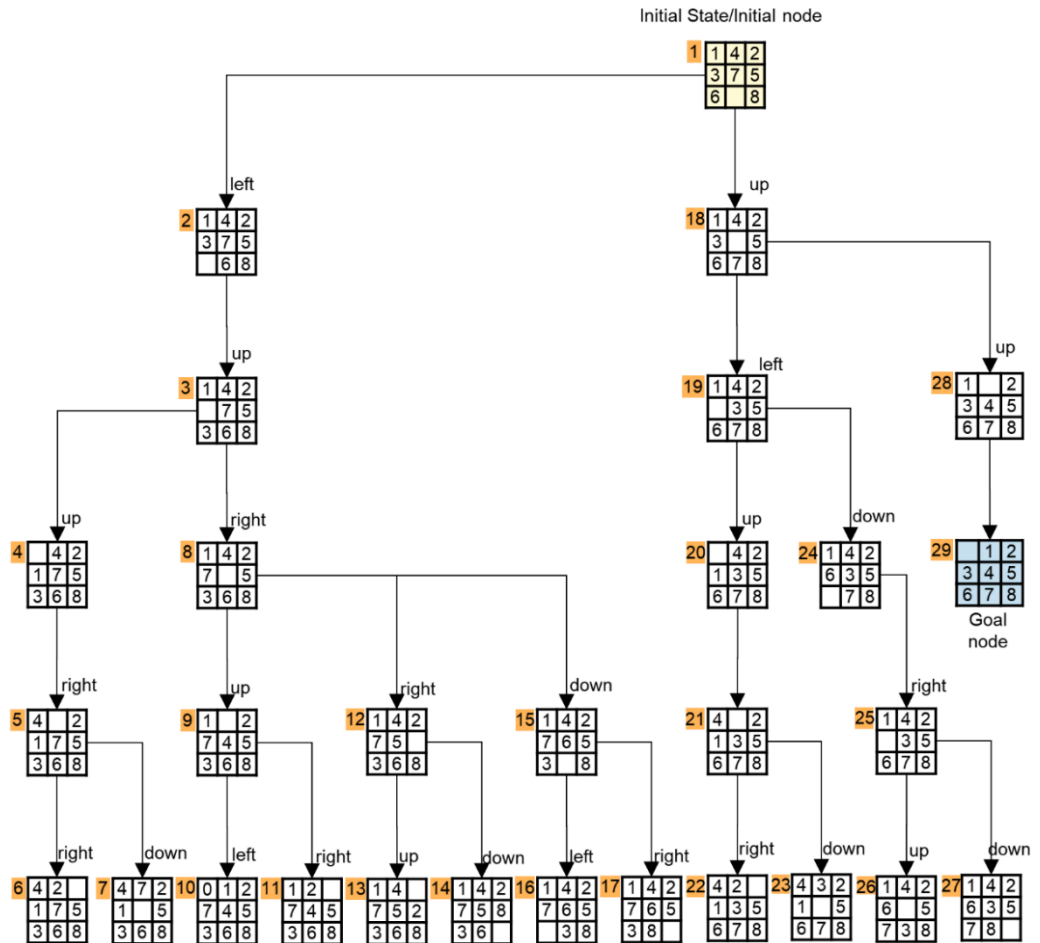 Initial State/Initial node
1
1 4 2
3 7 5
6 8
left
up
2
1 4 2
3 7 5
6 8
18
1 4 2
3 5
6 7 8
up
left
up
3
1 4 2
7 5
3 6 8
19
1 4 2
3 5
6 7 8
28
1 2
3 4 5
6 7 8
up
right
up
down
4
4 2
1 7 5
3 6 8
8
1 4 2
7 5
3 6 8
20
4 2
1 3 5
6 7 8
24
1 4 2
6 3 5
7 8
29
1 2
3 4 5
6 7 8
Goal
node
right
up
right
down
right
5
4 2
1 7 5
3 6 8
9
1 2
7 4 5
3 6 8
12
1 4 2
7 5
3 6 8
15
1 4 2
7 6 5
3 8
21
4 2
1 3 5
6 7 8
25
1 4 2
3 5
6 7 8
right
down
left
right
up
down
left
right
right
down
up
down
6
4 2
1 7 5
3 6 8
7
4 7 2
1 5
3 6 8
10
0 1 2
7 4 5
3 6 8
11
1 2
7 4 5
3 6 8
13
1 4
7 5 2
3 6 8
14
1 4 2
7 5 8
3 6
16
1 4 2
7 6 5
3 8
17
1 4 2
7 6 5
3 8
22
4 2
1 3 5
6 7 8
23
4 3 2
1 5
6 7 8
26
1 4 2
6 5
7 3 8
27
1 4 2
6 3 5
7 8